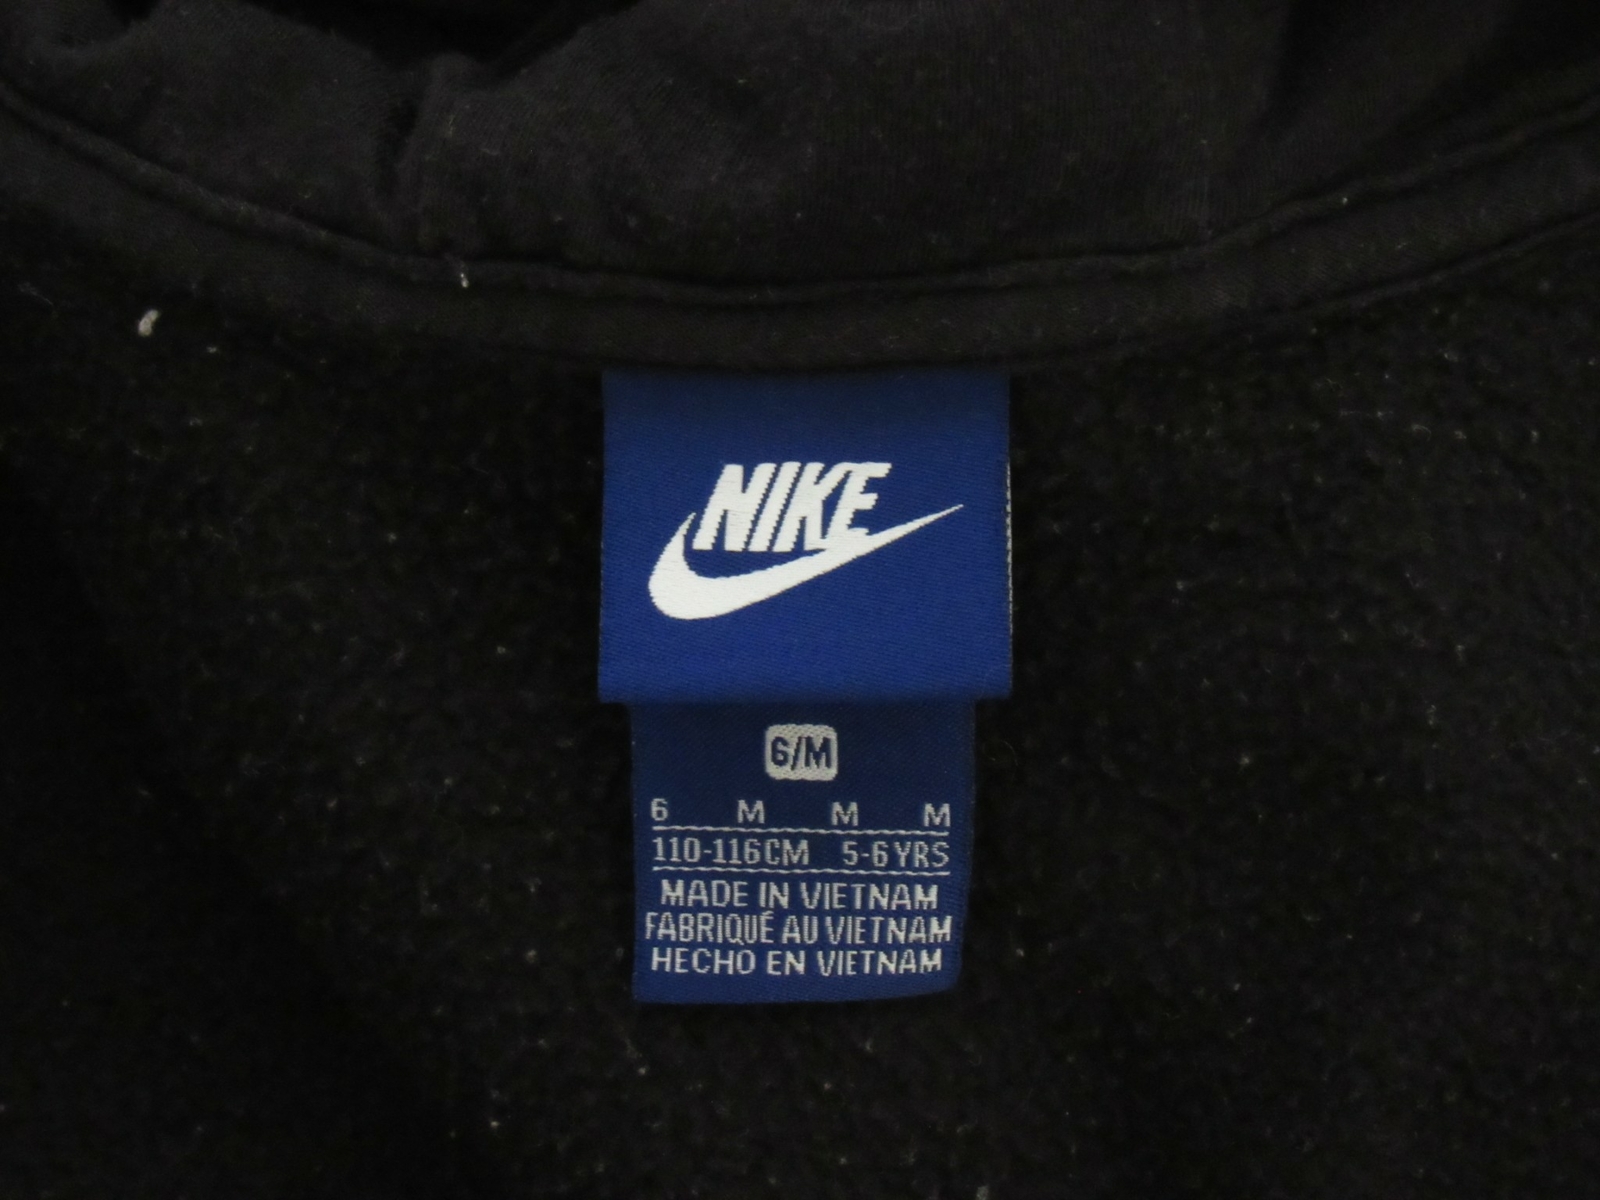 NIKE
6/M
6 M M M
110-116CM 5-6YRS
MADE IN VIETNAM
FABRIQUÉ AU VIETNAM
HECHO EN VIETNAM